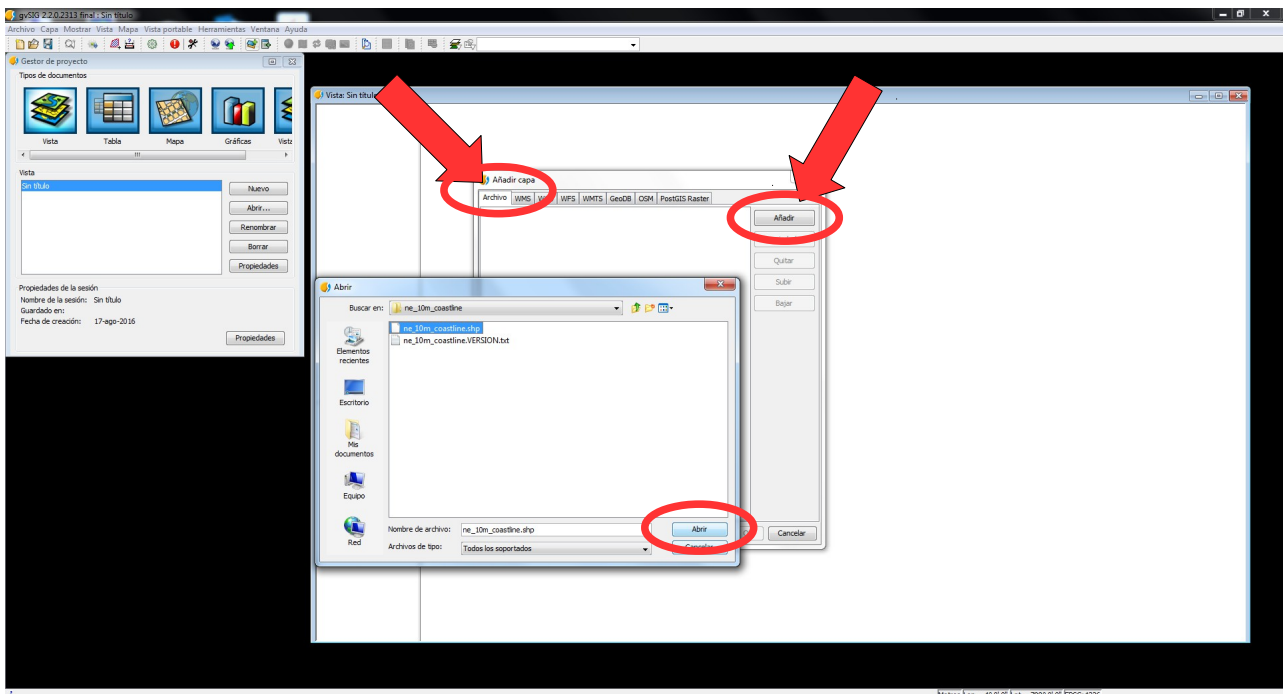 gvSIG 2.2.0.2313 final : Sin título
Archivo Capa Mostrar Vista Mapa Vista portable Herramientas Ventana Ayuda
Gestor de proyecto
Tipos de documentos
Vista Tabla Mapa Gráficas Vista
Vista
Sin título
Nuevo
Abrir...
Renombrar
Borrar
Propiedades
Propiedades de la sesión
Nombre de la sesión: Sin título
Guardado en:
Fecha de creación: 17-ago-2016
Propiedades
Vista: Sin título
Añadir capa
Archivo WMS WFS WMTS GeoDB OSM PostGIS Raster
Añadir
Quitar
Subir
Bajar
Cancelar
Abrir
Buscar en: ne_10m_coastline
ne_10m_coastline.shp
ne_10m_coastline.VERSION.txt
Elementos
recientes
Escritorio
Mis
documentos
Equipo
Red
Nombre de archivo: ne_10m_coastline.shp
Abrir
Archivos de tipo: Todos los soportados
Cancelar